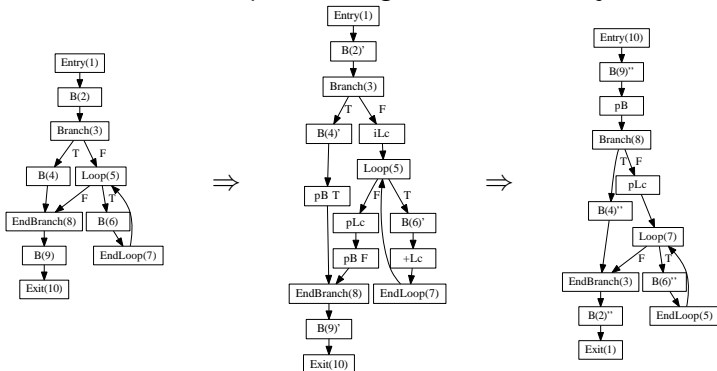 Entry(1)
B(2)
Branch(3)
T F
B(4) Loop(5)
F T
EndBranch(8) B(6)
B(9) EndLoop(7)
Exit(10)
⇒
Entry(1)
B(2)'
Branch(3)
T F
B(4)' iLc
Loop(5)
F T
pB T pLc B(6)'
pB F +Lc
EndBranch(8) EndLoop(7)
B(9)'
Exit(10)
⇒
Entry(10)
B(9)''
pB
Branch(8)
T F
pLc
B(4)''
Loop(7)
F T
EndBranch(3) B(6)''
B(2)'' EndLoop(5)
Exit(1)